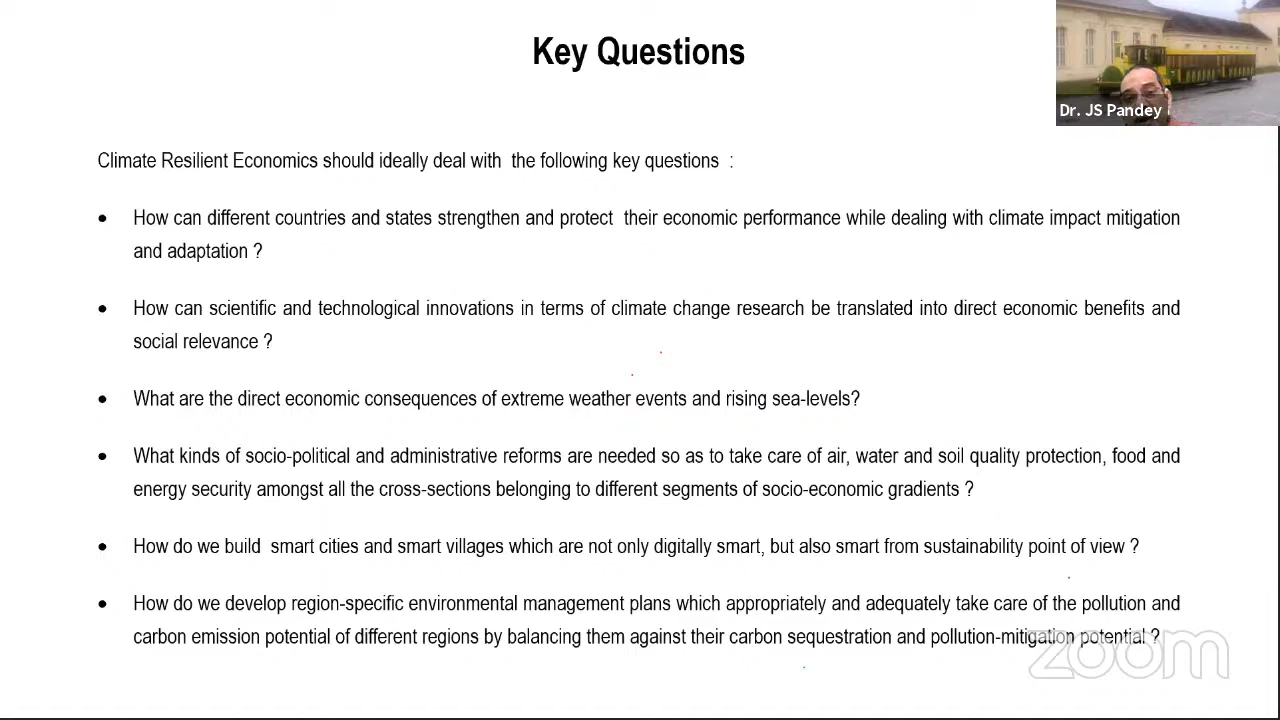 Key Questions
Dr. JS Pandey
Climate Resilient Economics should ideally deal with the following key questions :
• How can different countries and states strengthen and protect their economic performance while dealing with climate impact mitigation
and adaptation ?
• How can scientific and technological innovations in terms of climate change research be translated into direct economic benefits and
social relevance ?
• What are the direct economic consequences of extreme weather events and rising sea-levels?
• What kinds of socio-political and administrative reforms are needed so as to take care of air, water and soil quality protection, food and
energy security amongst all the cross-sections belonging to different segments of socio-economic gradients ?
• How do we build smart cities and smart villages which are not only digitally smart, but also smart from sustainability point of view ?
• How do we develop region-specific environmental management plans which appropriately and adequately take care of the pollution and
carbon emission potential of different regions by balancing them against their carbon sequestration and pollution-mitigation potential ?
zoom